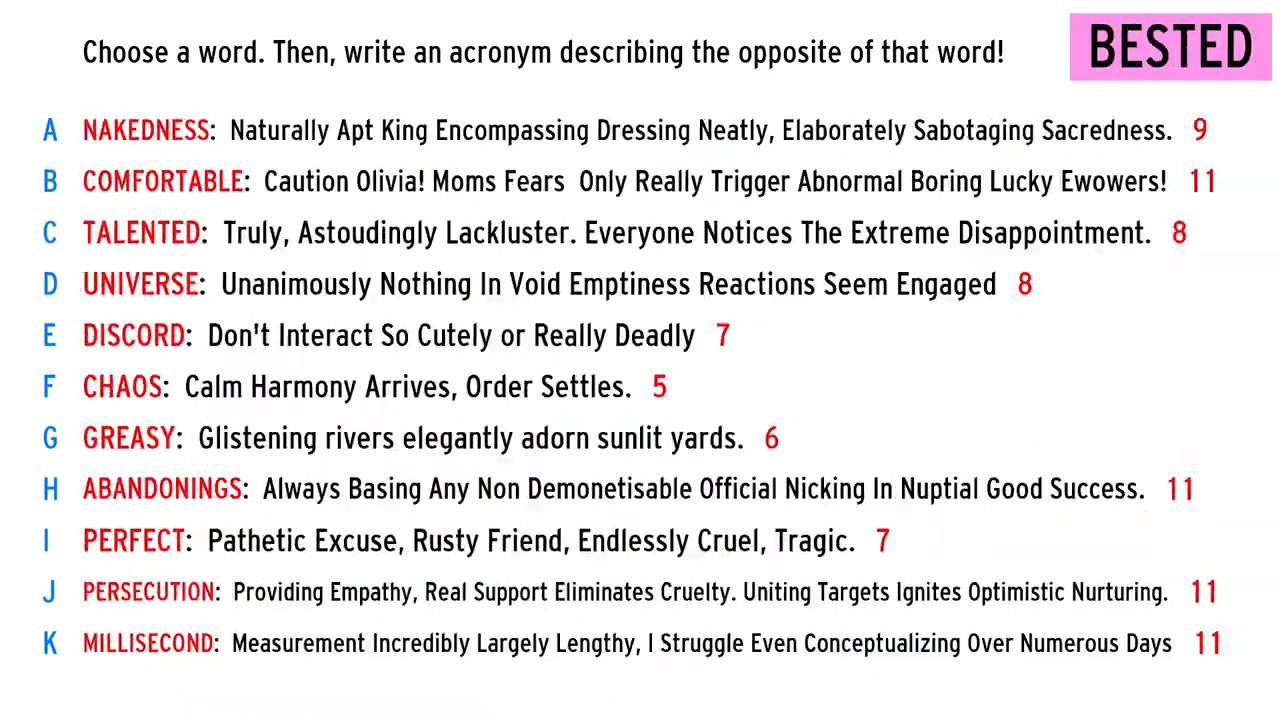 Choose a word. Then, write an acronym describing the opposite of that word!
BESTED
A NAKEDNESS: Naturally Apt King Encompassing Dressing Neatly, Elaborately Sabotaging Sacredness. 9
B COMFORTABLE: Caution Olivia! Moms Fears Only Really Trigger Abnormal Boring Lucky Ewowers! 11
C TALENTED: Truly, Astoudingly Lackluster. Everyone Notices The Extreme Disappointment. 8
D UNIVERSE: Unanimously Nothing In Void Emptiness Reactions Seem Engaged 8
E DISCORD: Don't Interact So Cutely or Really Deadly 7
F CHAOS: Calm Harmony Arrives, Order Settles. 5
G GREASY: Glistening rivers elegantly adorn sunlit yards. 6
H ABANDONINGS: Always Basing Any Non Demonetisable Official Nicking In Nuptial Good Success. 11
I PERFECT: Pathetic Excuse, Rusty Friend, Endlessly Cruel, Tragic. 7
J PERSECUTION: Providing Empathy, Real Support Eliminates Cruelty. Uniting Targets Ignites Optimistic Nurturing. 11
K MILLISECOND: Measurement Incredibly Largely Lengthy, I Struggle Even Conceptualizing Over Numerous Days 11